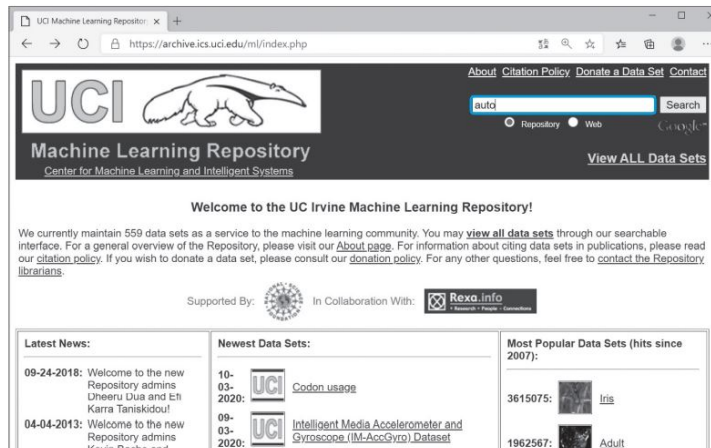 UCI Machine Learning Repositor
https://archive.ics.uci.edu/ml/index.php
About Citation Policy Donate a Data Set Contact
UCI
auto
Search
Repository Web
Google™
Machine Learning Repository
Center for Machine Learning and Intelligent Systems
View ALL Data Sets
Welcome to the UC Irvine Machine Learning Repository!
We currently maintain 559 data sets as a service to the machine learning community. You may view all data sets through our searchable
interface. For a general overview of the Repository, please visit our About page. For information about citing data sets in publications, please read
our citation policy. If you wish to donate a data set, please consult our donation policy. For any other questions, feel free to contact the Repository
librarians.
Supported By: In Collaboration With: Rexa.info
Research · People · Connections
Latest News:
09-24-2018: Welcome to the new
Repository admins
Dheeru Dua and Efi
Karra Taniskidou!
04-04-2013: Welcome to the new
Repository admins
Newest Data Sets:
10-
03-
2020:
UCI
Codon usage
09-
03-
2020:
UCI
Intelligent Media Accelerometer and
Gyroscope (IM-AccGyro) Dataset
Most Popular Data Sets (hits since
2007):
3615075: Iris
1962567: Adult